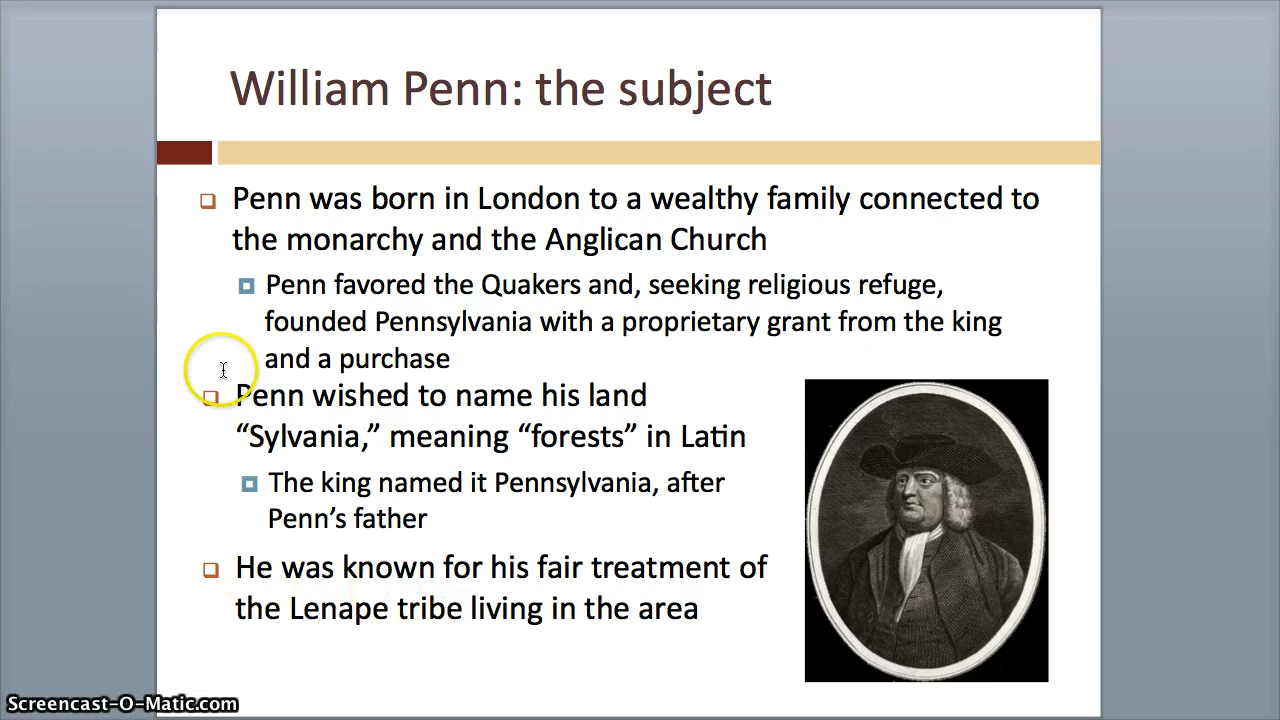 William Penn: the subject
Penn was born in London to a wealthy family connected to
the monarchy and the Anglican Church
Penn favored the Quakers and, seeking religious refuge,
founded Pennsylvania with a proprietary grant from the king
and a purchase
Penn wished to name his land
“Sylvania,” meaning “forests” in Latin
The king named it Pennsylvania, after
Penn’s father
He was known for his fair treatment of
the Lenape tribe living in the area
Screencast-O-Matic.com